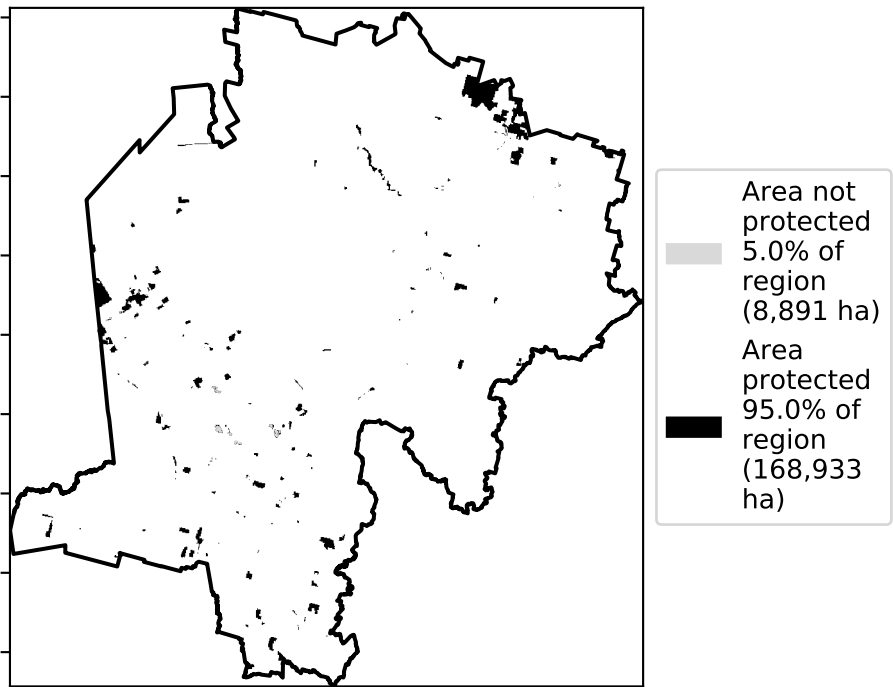 Area not
protected
5.0% of
region
(8,891 ha)
Area
protected
95.0% of
region
(168,933
ha)